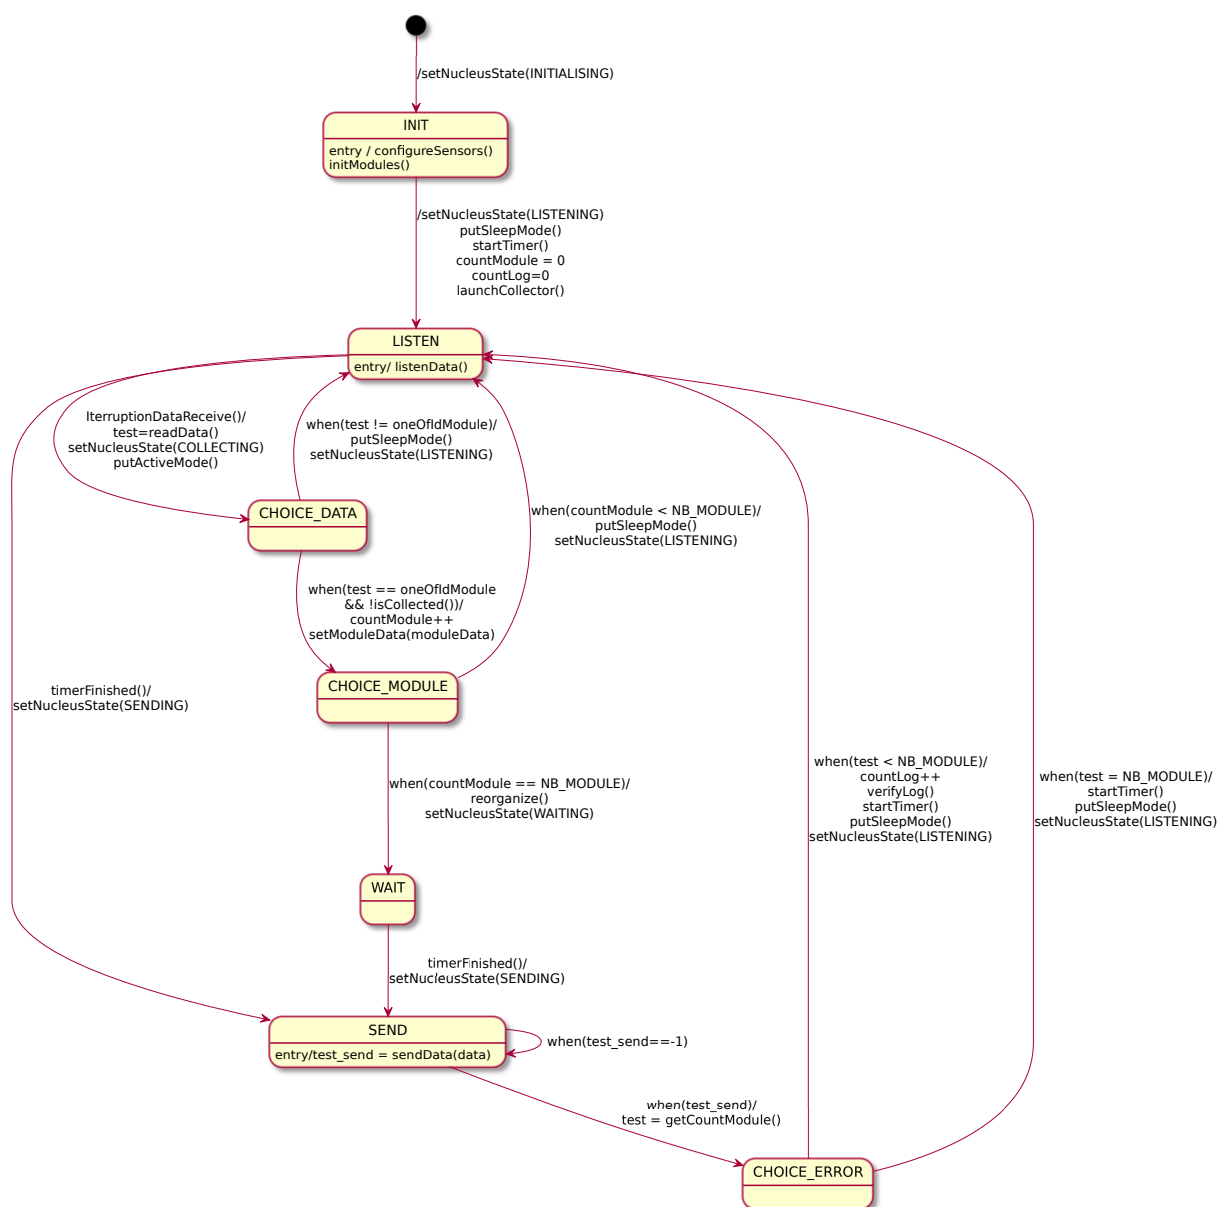 /setNucleusState(INITIALISING)
INIT
entry / configureSensors()
initModules()
/setNucleusState(LISTENING)
putSleepMode()
startTimer()
countModule = 0
countLog=0
launchCollector()
LISTEN
entry/ listenData()
IterruptionDataReceive()/
test=readData()
setNucleusState(COLLECTING)
putActiveMode()
when(test != oneOfIdModule)/
putSleepMode()
setNucleusState(LISTENING)
CHOICE_DATA
when(countModule < NB_MODULE)/
putSleepMode()
setNucleusState(LISTENING)
when(test == oneOfIdModule
&& !isCollected())/
countModule++
setModuleData(moduleData)
CHOICE_MODULE
timerFinished()/
setNucleusState(SENDING)
when(countModule == NB_MODULE)/
reorganize()
setNucleusState(WAITING)
when(test < NB_MODULE)/
countLog++
verifyLog()
startTimer()
putSleepMode()
setNucleusState(LISTENING)
when(test = NB_MODULE)/
startTimer()
putSleepMode()
setNucleusState(LISTENING)
WAIT
timerFinished()/
setNucleusState(SENDING)
SEND
entry/test_send = sendData(data)
when(test_send==-1)
when(test_send)/
test = getCountModule()
CHOICE_ERROR